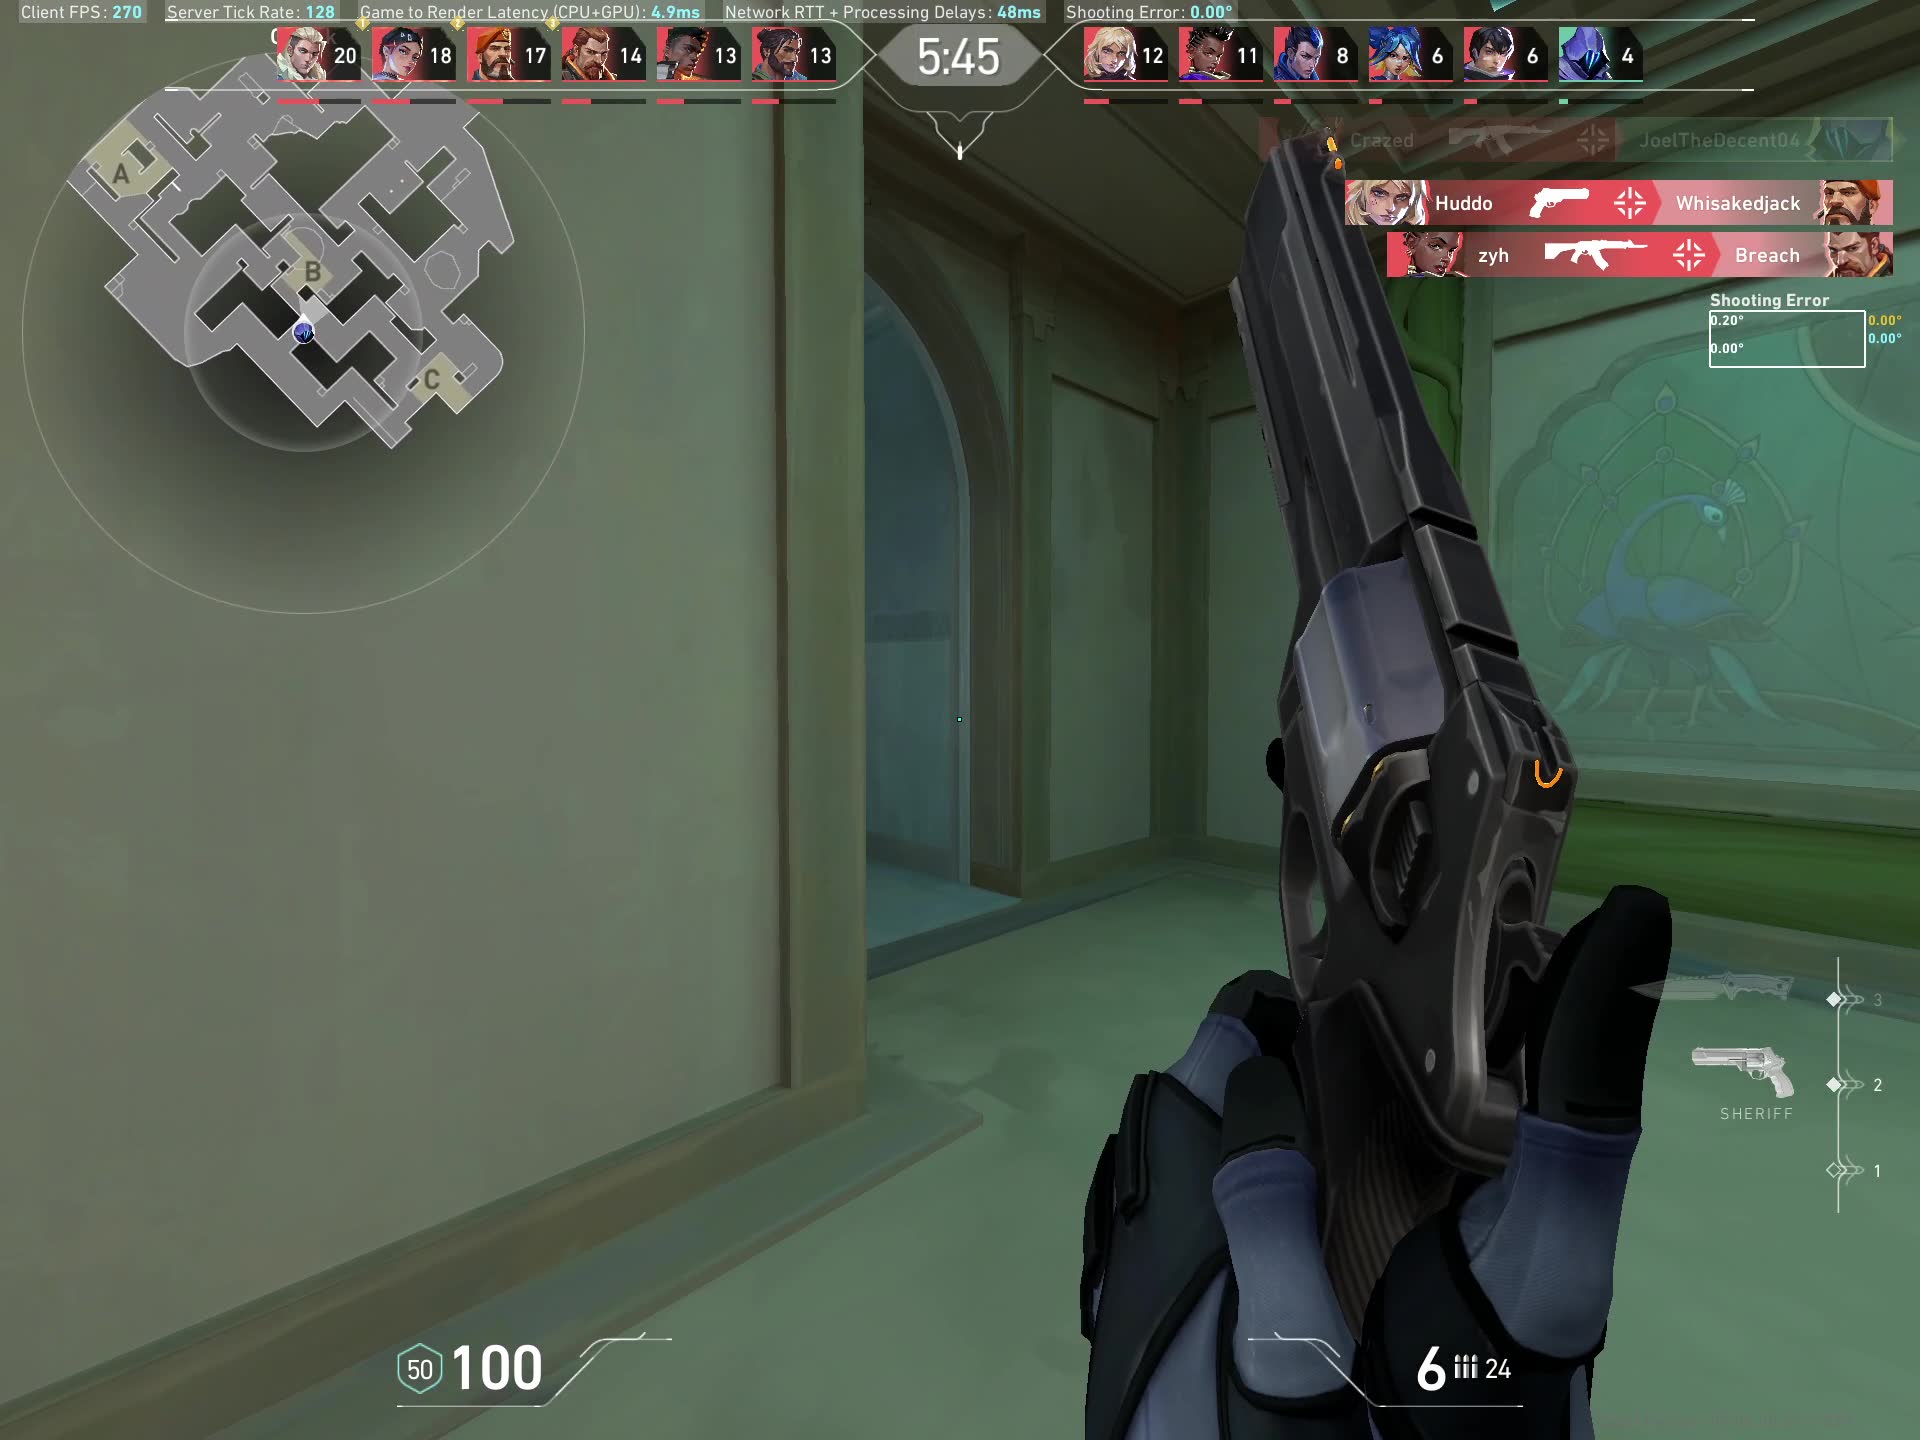 Client FPS: 270 Server Tick Rate: 128 Game to Render Latency (CPU+GPU): 4.9ms Network RTT + Processing Delays: 48ms Shooting Error: 0.00°
20 18 17 14 13 13 5:45 12 11 8 6 6 4
Crazed JoelTheDecent04
Huddo Whisakedjack
zyh Breach
Shooting Error
0.20° 0.00°
0.00° 0.00°
A
B
C
3
2
SHERIFF
1
50 100 6 24